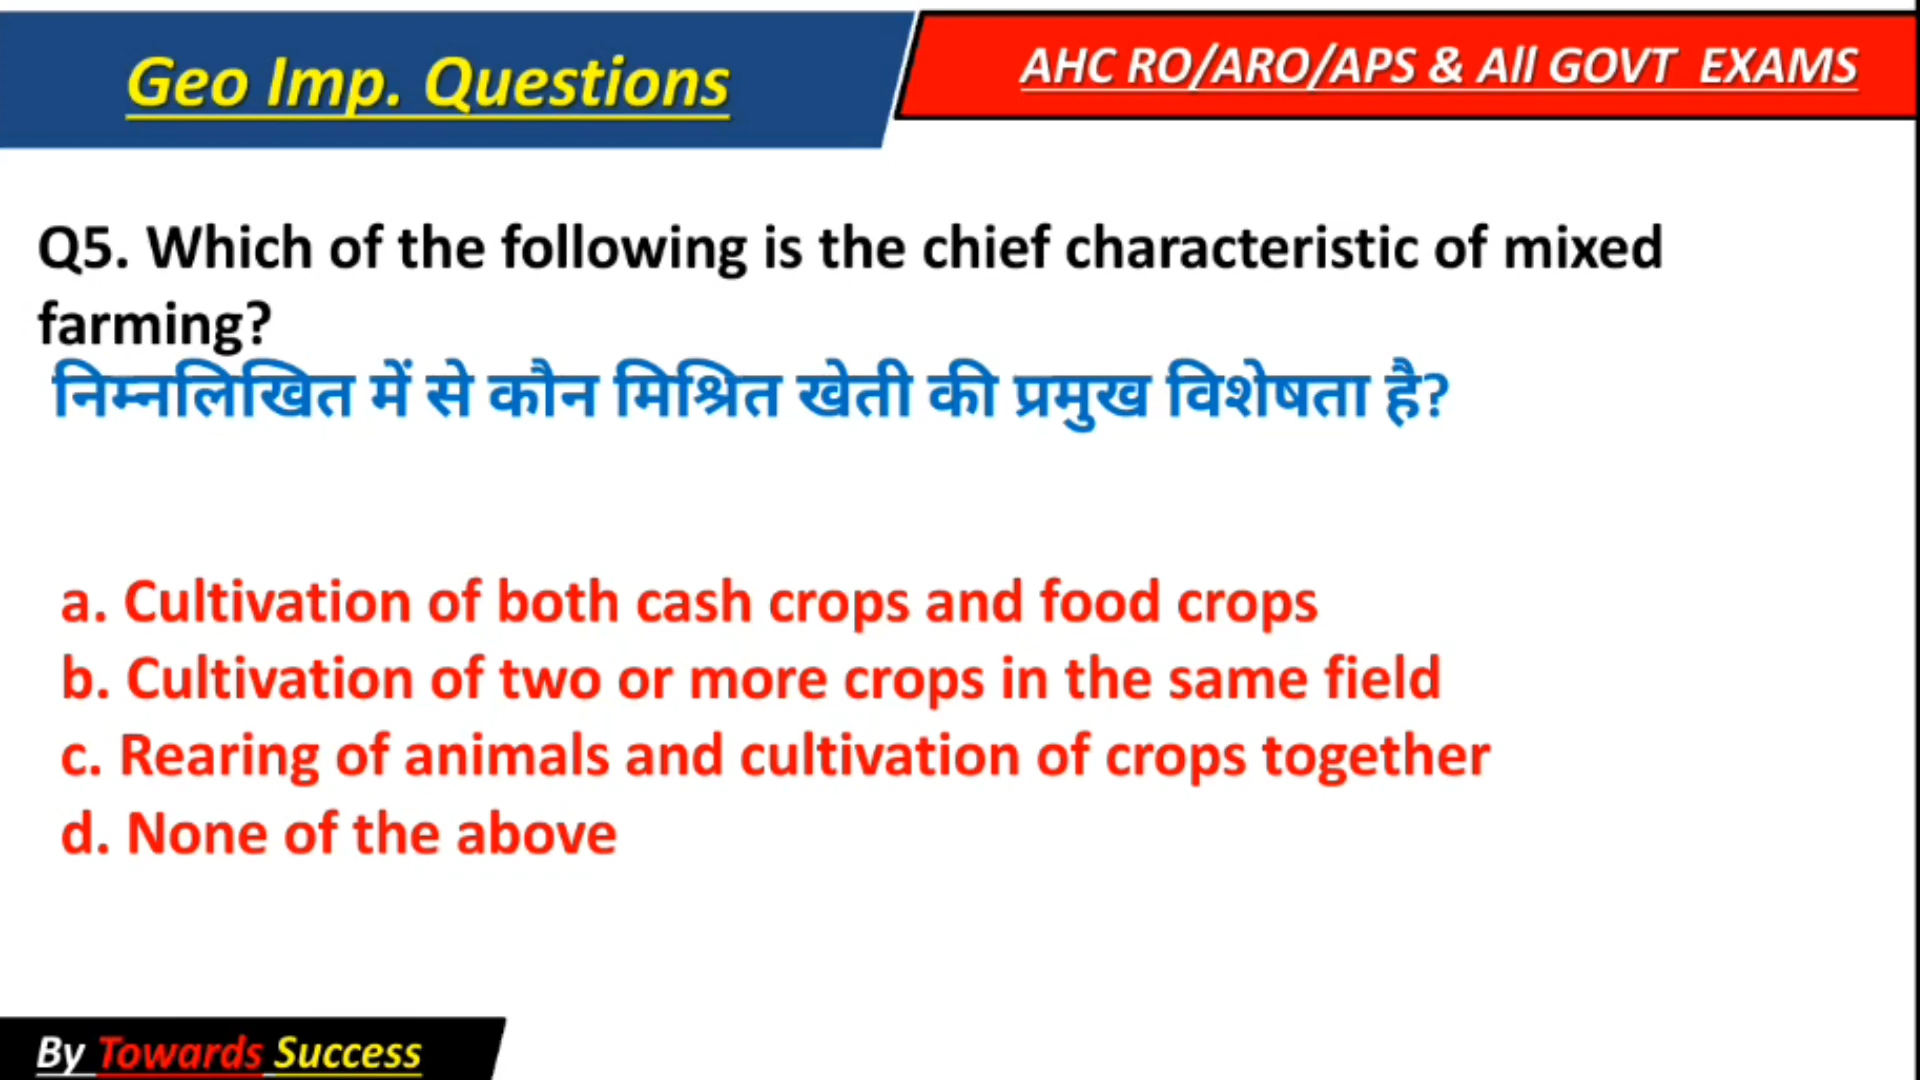 Geo Imp. Questions
AHC RO/ARO/APS & All GOVT EXAMS
Q5. Which of the following is the chief characteristic of mixed
farming?
निम्नलिखित में से कौन मिश्रित खेती की प्रमुख विशेषता है?
a. Cultivation of both cash crops and food crops
b. Cultivation of two or more crops in the same field
c. Rearing of animals and cultivation of crops together
d. None of the above
By Towards Success